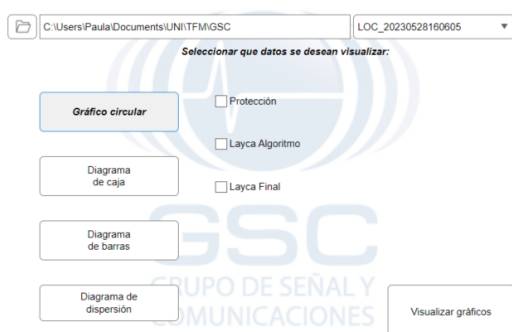 C:\Users\Paula\Documents\UNI\TFM\GSC
LOC_20230528160605
Seleccionar que datos se desean visualizar:
Gráfico circular
Protección
Layca Algoritmo
Diagrama
de caja
Layca Final
Diagrama
de barras
GSC
GRUPO DE SEÑAL Y
COMUNICACIONES
Diagrama de
dispersión
Visualizar gráficos